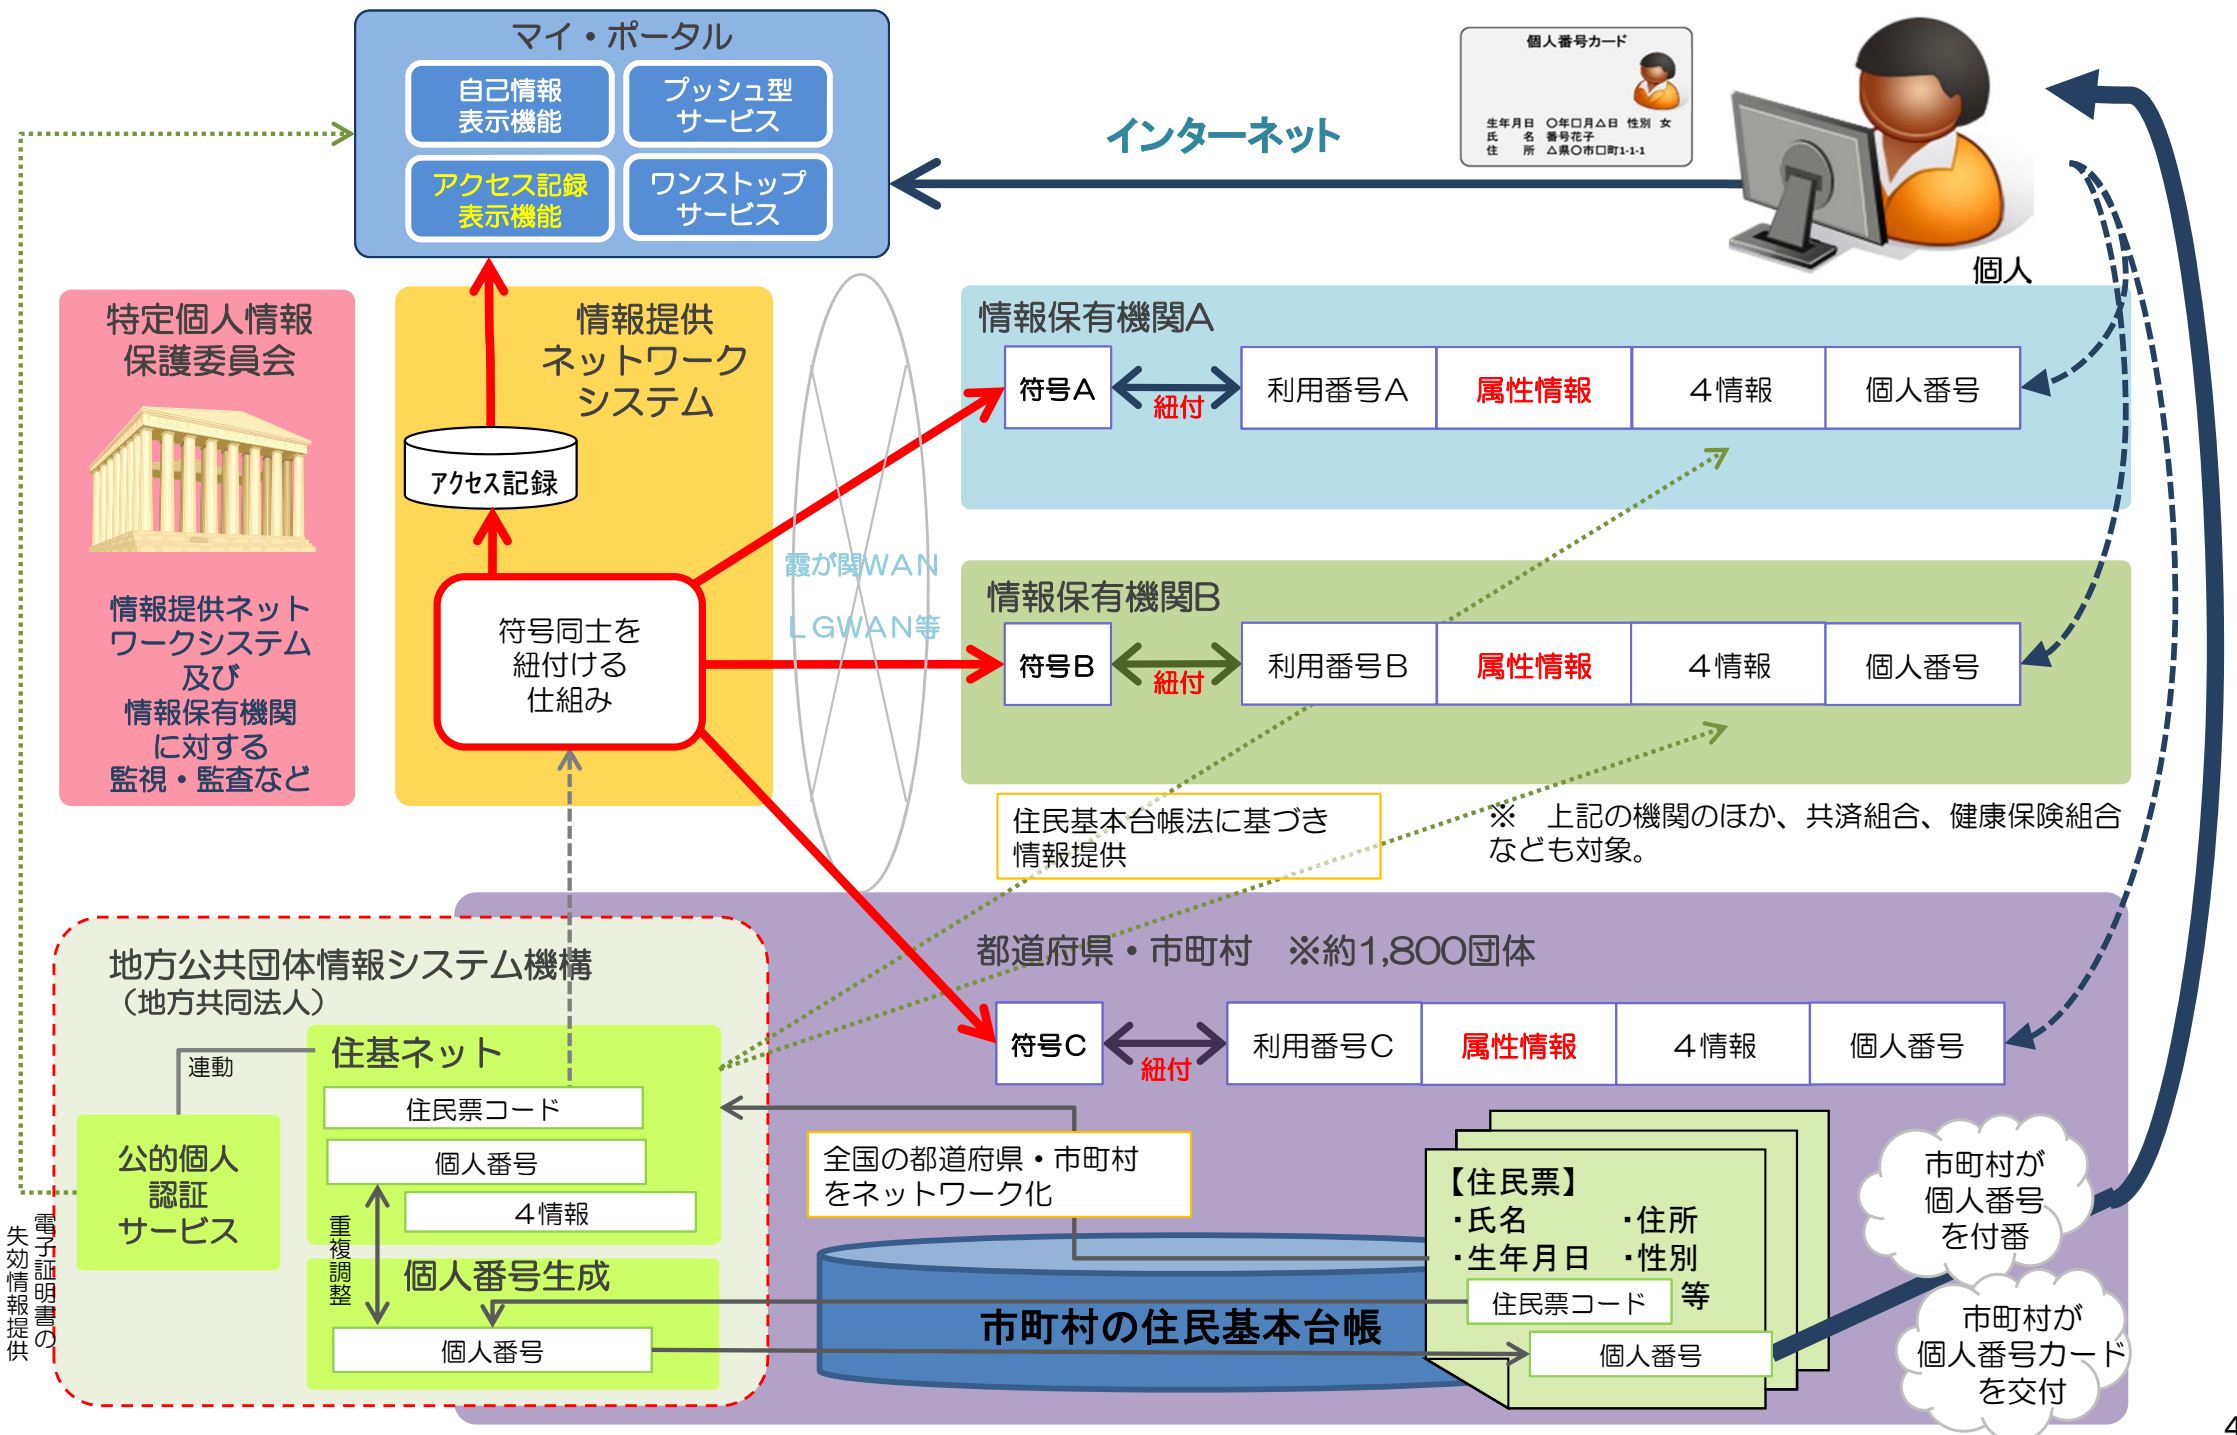 マイ・ポータル
自己情報
表示機能
プッシュ型
サービス
アクセス記録
表示機能
ワンストップ
サービス
インターネット
個人番号カード
生年月日　〇年□月△日　性別　女
氏　　名　番号花子
住　　所　△県〇市□町1-1-1
個人
特定個人情報
保護委員会
情報提供ネット
ワークシステム
及び
情報保有機関
に対する
監視・監査など
情報提供
ネットワーク
システム
アクセス記録
符号同士を
紐付ける
仕組み
霞が関WAN
LGWAN等
情報保有機関A
符号A
紐付
利用番号A
属性情報
4情報
個人番号
情報保有機関B
符号B
紐付
利用番号B
属性情報
4情報
個人番号
住民基本台帳法に基づき
情報提供
※　上記の機関のほか、共済組合、健康保険組合
なども対象。
都道府県・市町村　※約1,800団体
符号C
紐付
利用番号C
属性情報
4情報
個人番号
地方公共団体情報システム機構
（地方共同法人）
住基ネット
連動
住民票コード
個人番号
4情報
公的個人
認証
サービス
重複調整
個人番号生成
個人番号
電子証明書の
失効情報提供
全国の都道府県・市町村
をネットワーク化
市町村の住民基本台帳
【住民票】
・氏名　　　・住所
・生年月日　・性別
等
住民票コード
個人番号
市町村が
個人番号
を付番
市町村が
個人番号カード
を交付
4